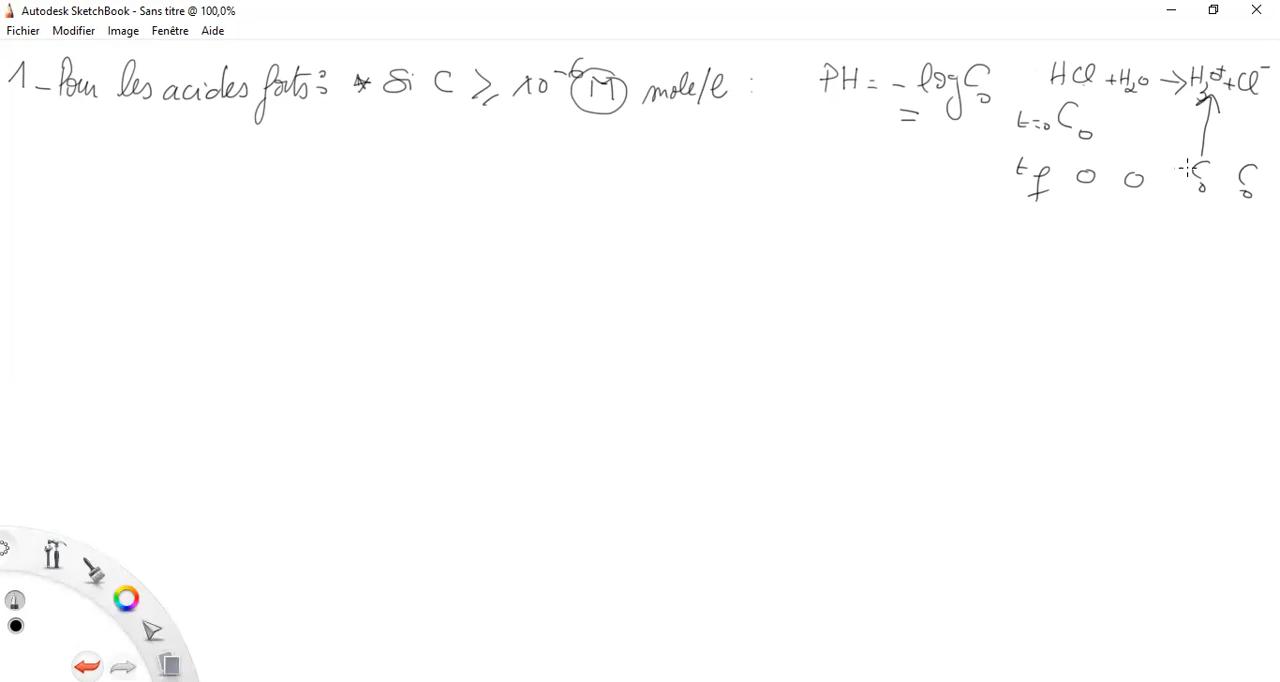 Autodesk SketchBook - Sans titre @ 100,0%
Fichier Modifier Image Fenêtre Aide
1 - Pour les acides forts : * Si C ≥ 10⁻⁶ M mole/l : PH = - log C₀ HCl + H₂O → H₃O⁺ + Cl⁻
=
t=0 C₀
tf 0 0 C₀ C₀